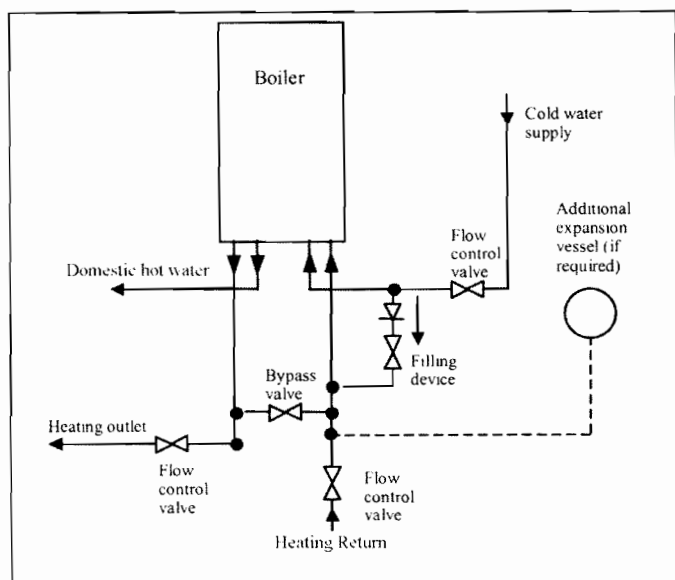 Boiler
Cold water
supply
Additional
expansion
vessel (if
required)
Flow
control
valve
Domestic hot water
Filling
device
Bypass
valve
Heating outlet
Flow
control
valve
Flow
control
valve
Heating Return